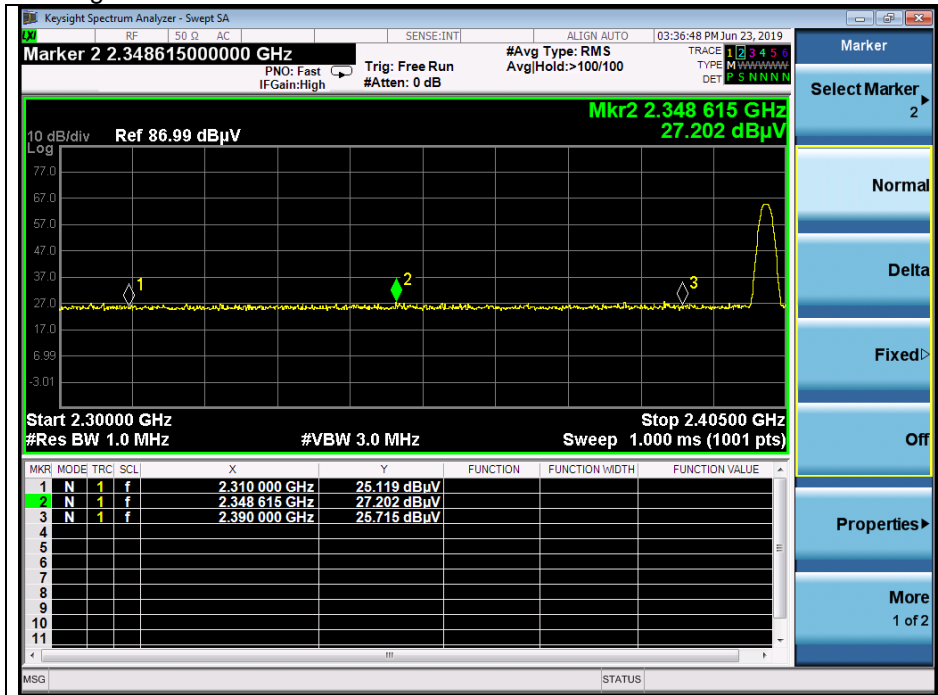 Keysight Spectrum Analyzer - Swept SA
LXI RF 50 Ω AC SENSE:INT ALIGN AUTO 03:36:48 PM Jun 23, 2019
Marker 2 2.348615000000 GHz
PNO: Fast
IFGain:High
Trig: Free Run
#Atten: 0 dB
#Avg Type: RMS
Avg|Hold:>100/100
TRACE 1 2 3 4 5 6
TYPE M W W W W W
DET P S N N N N
Mkr2 2.348 615 GHz
27.202 dBµV
10 dB/div Ref 86.99 dBµV
Log
77.0
67.0
57.0
47.0
37.0
27.0
17.0
6.99
-3.01
1
2
3
Start 2.30000 GHz Stop 2.40500 GHz
#Res BW 1.0 MHz #VBW 3.0 MHz Sweep 1.000 ms (1001 pts)
MKR MODE TRC SCL X Y FUNCTION FUNCTION WIDTH FUNCTION VALUE
1 N 1 f 2.310 000 GHz 25.119 dBµV
2 N 1 f 2.348 615 GHz 27.202 dBµV
3 N 1 f 2.390 000 GHz 25.715 dBµV
4
5
6
7
8
9
10
11
MSG STATUS
Marker
Select Marker
2
Normal
Delta
Fixed
Off
Properties
More
1 of 2